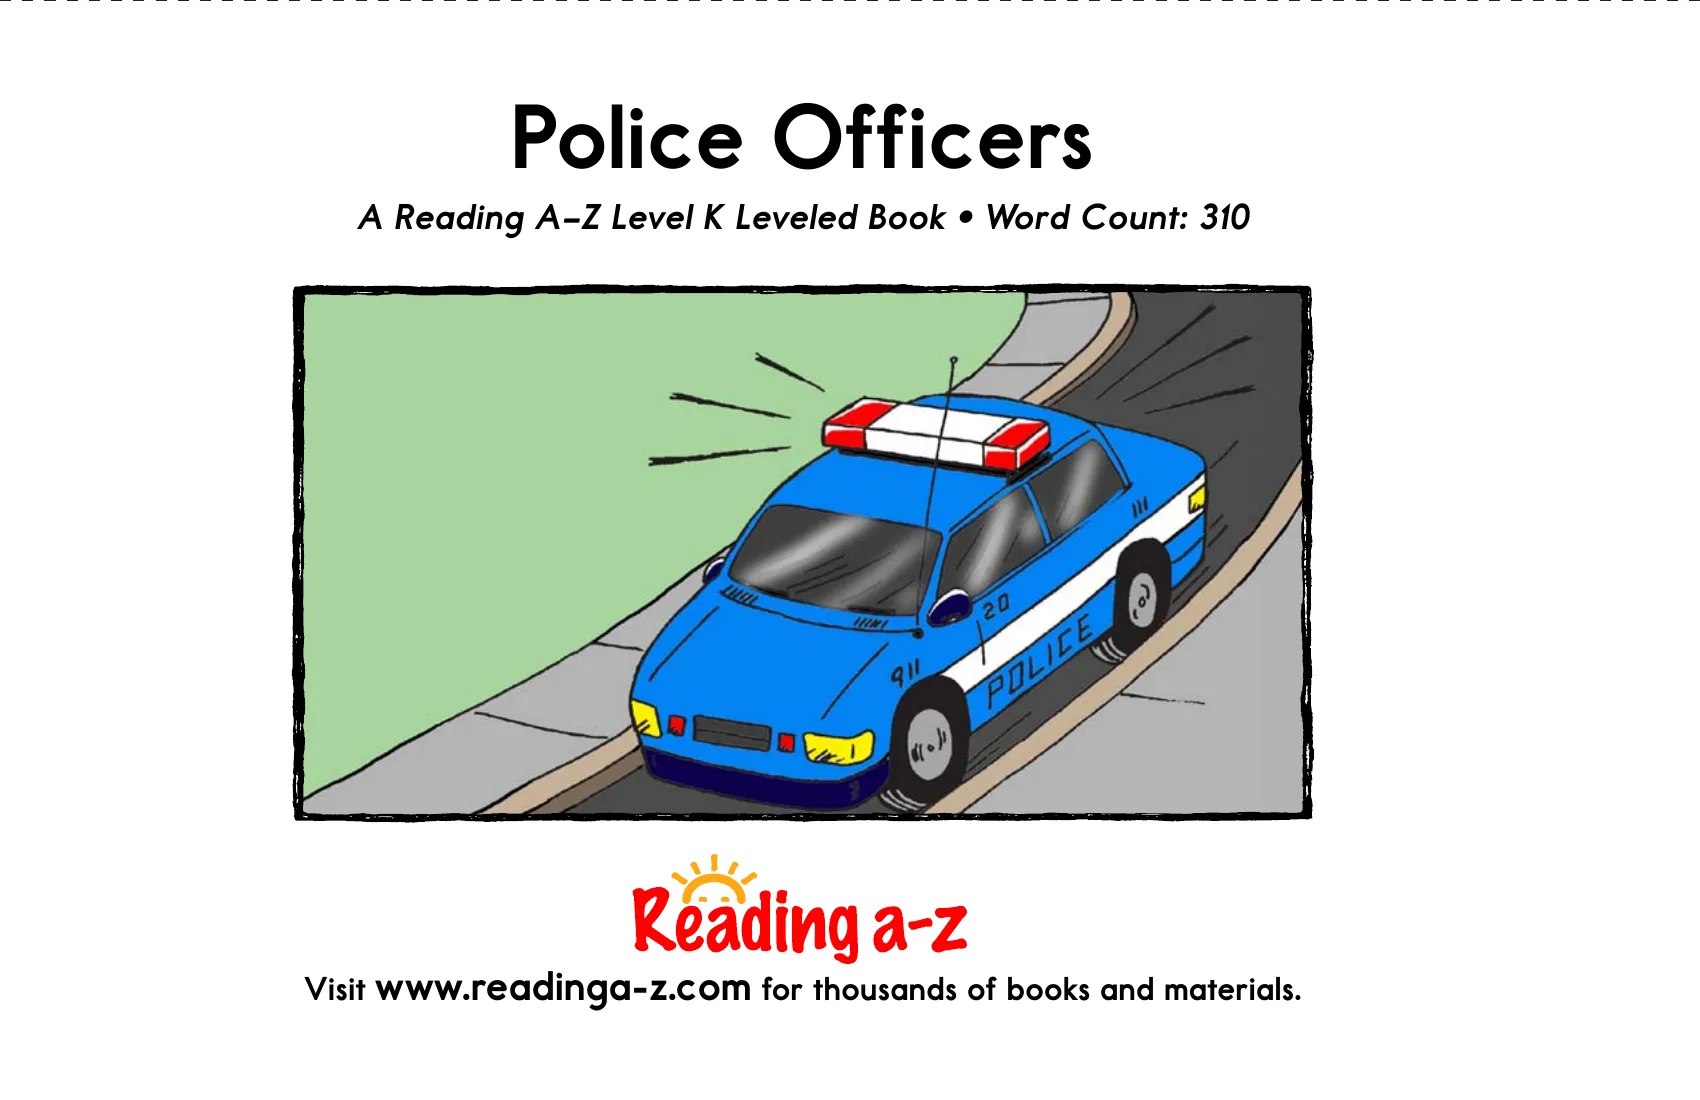 Police Officers
A Reading A–Z Level K Leveled Book • Word Count: 310
20
911
POLICE
111
Reading a-z
Visit www.readinga-z.com for thousands of books and materials.